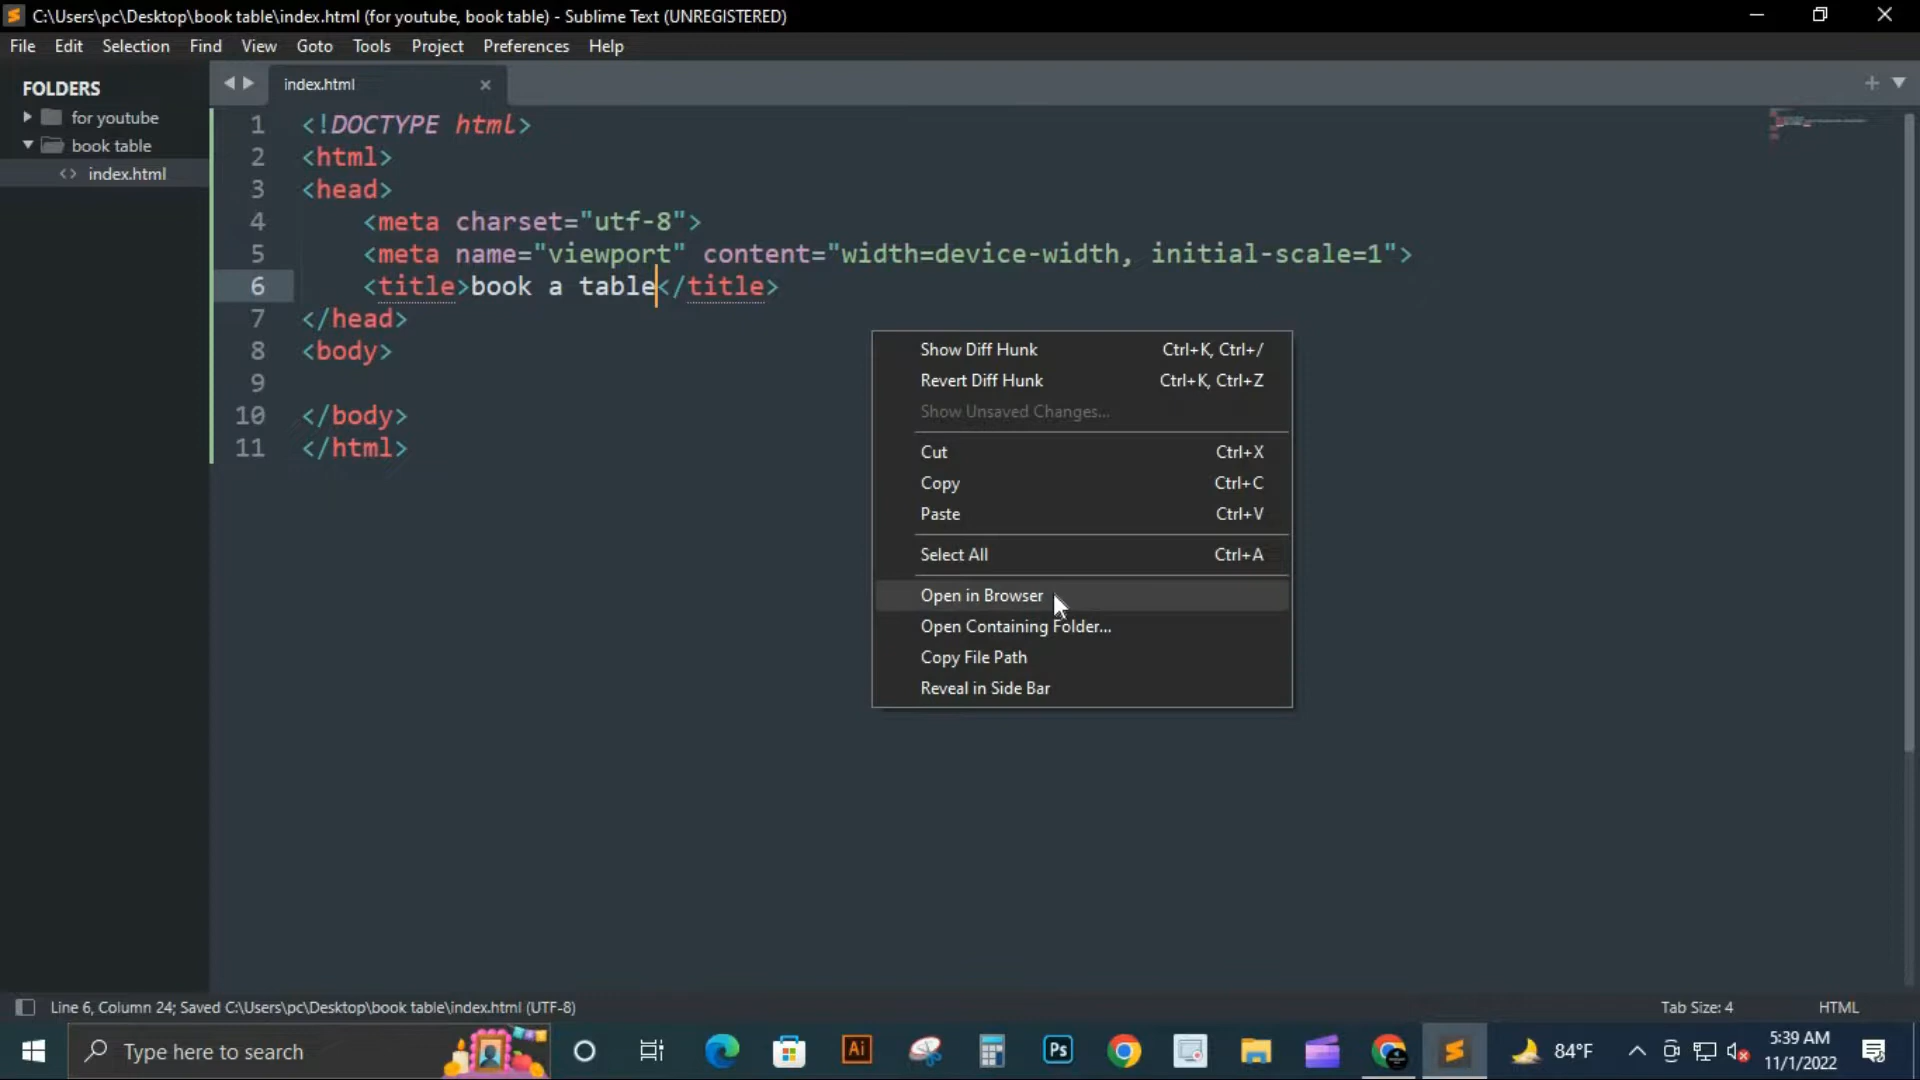 C:\Users\pc\Desktop\book table\index.html (for youtube, book table) - Sublime Text (UNREGISTERED)
File Edit Selection Find View Goto Tools Project Preferences Help
FOLDERS
for youtube
book table
index.html
index.html
1 <!DOCTYPE html>
2 <html>
3 <head>
4 <meta charset="utf-8">
5 <meta name="viewport" content="width=device-width, initial-scale=1">
6 <title>book a table</title>
7 </head>
8 <body>
9
10 </body>
11 </html>
Show Diff Hunk Ctrl+K, Ctrl+/
Revert Diff Hunk Ctrl+K, Ctrl+Z
Show Unsaved Changes...
Cut Ctrl+X
Copy Ctrl+C
Paste Ctrl+V
Select All Ctrl+A
Open in Browser
Open Containing Folder...
Copy File Path
Reveal in Side Bar
Line 6, Column 24; Saved C:\Users\pc\Desktop\book table\index.html (UTF-8) Tab Size: 4 HTML
Type here to search Ai Ps 84°F 5:39 AM
11/1/2022